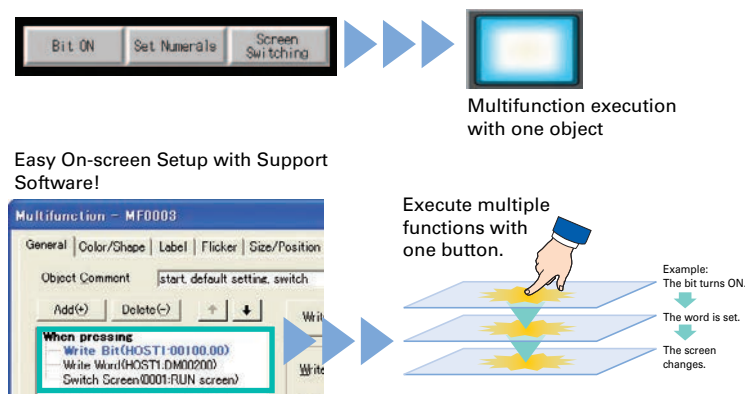 Bit ON
Set Numerals
Screen
Switching
Multifunction execution
with one object
Easy On-screen Setup with Support
Software!
Multifunction - MF0003
General Color/Shape Label Flicker Size/Position
Object Comment start, default setting, switch
Add(+) Delete(-)
When pressing
Write Bit(HOST1:00100.00)
Write Word(HOST1:DM00200)
Switch Screen(0001:RUN screen)
Execute multiple
functions with
one button.
Example:
The bit turns ON.
The word is set.
The screen
changes.